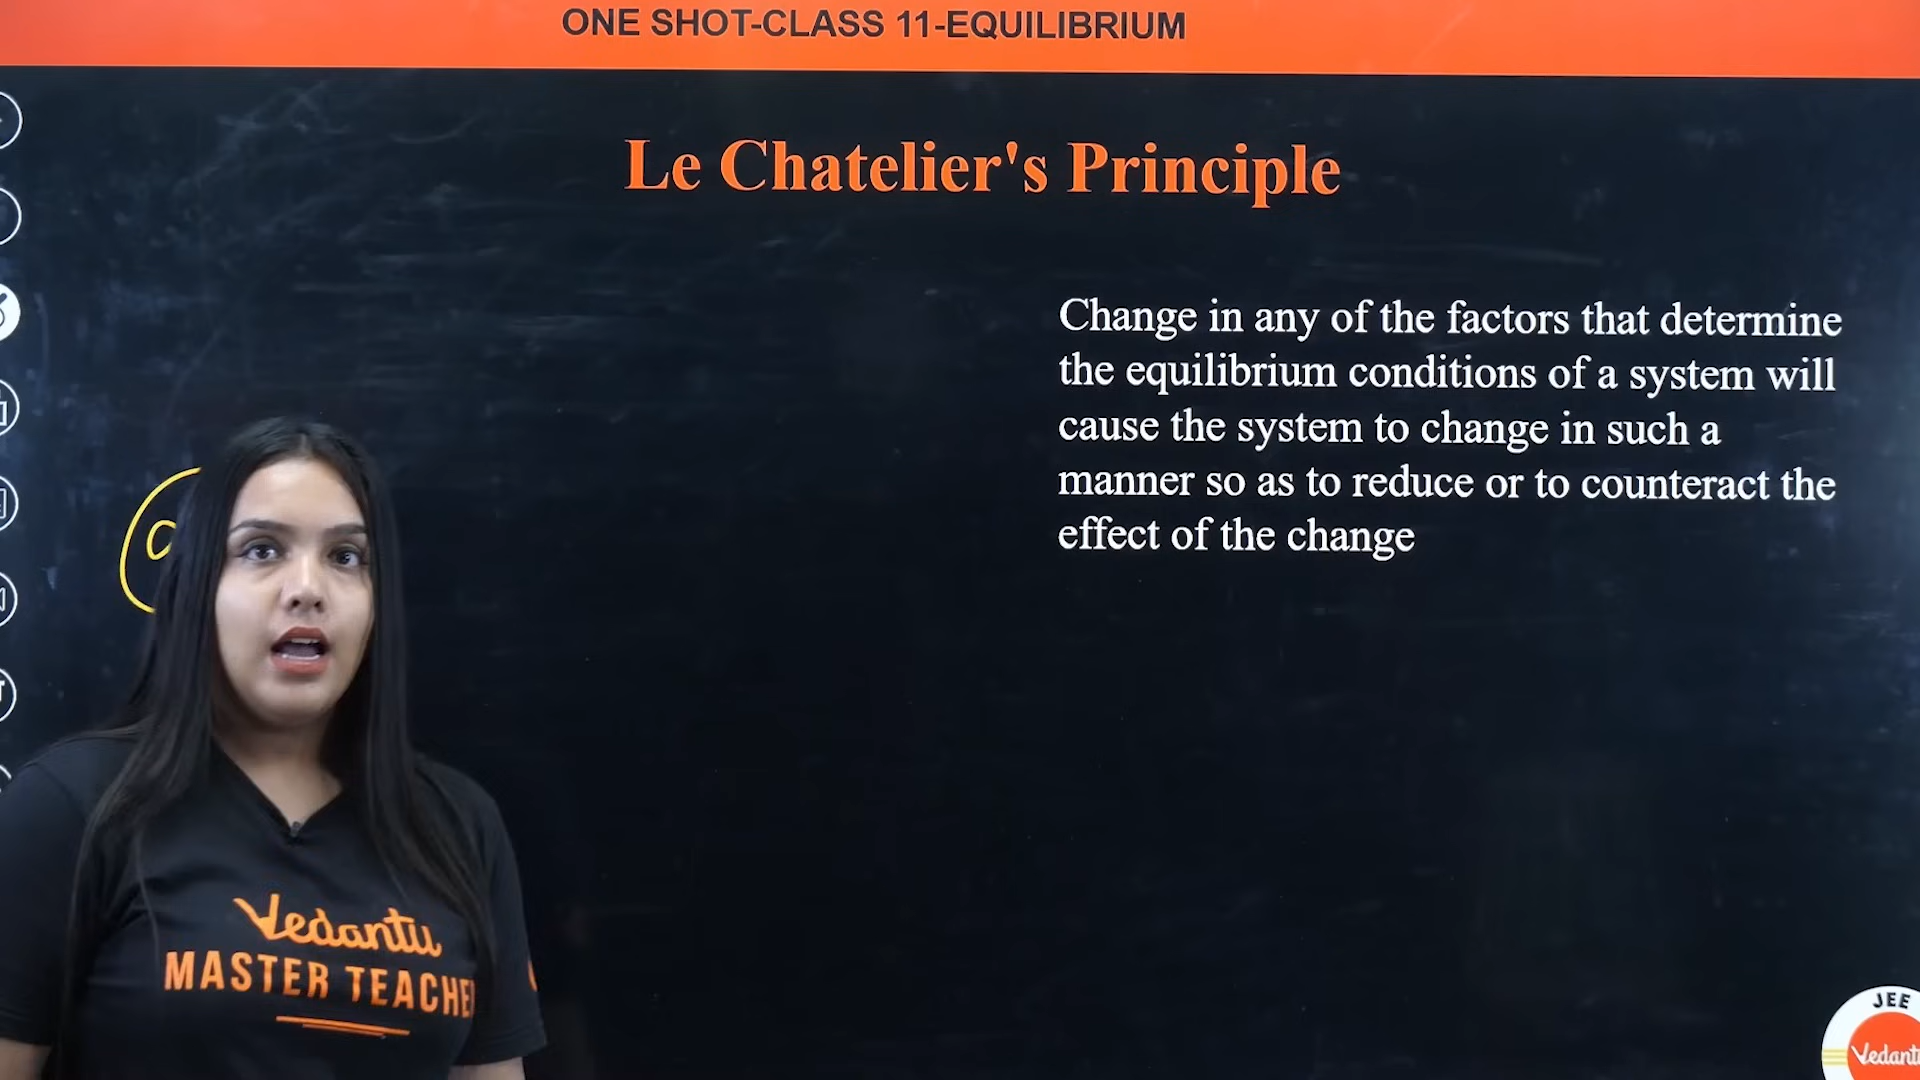 ONE SHOT-CLASS 11-EQUILIBRIUM
Le Chatelier's Principle
Change in any of the factors that determine
the equilibrium conditions of a system will
cause the system to change in such a
manner so as to reduce or to counteract the
effect of the change
Vedantu
MASTER TEACHE
JEE
Vedantu